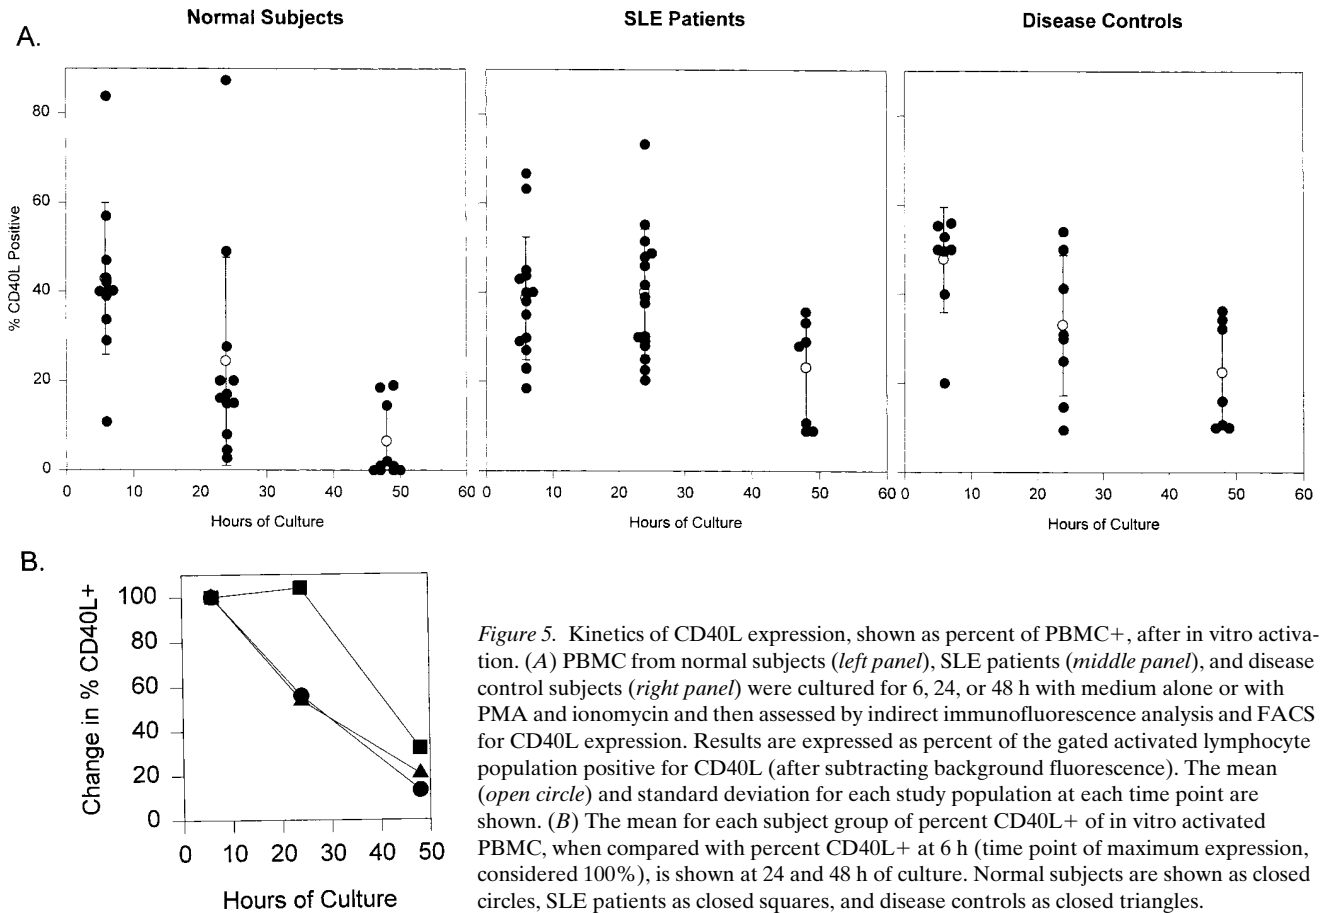 Normal Subjects
SLE Patients
Disease Controls
A.
% CD40L Positive
80
60
40
20
0
0 10 20 30 40 50 60
0 10 20 30 40 50 60
0 10 20 30 40 50 60
Hours of Culture
Hours of Culture
Hours of Culture
B.
Change in % CD40L+
100
80
60
40
20
0
0 10 20 30 40 50
Hours of Culture
Figure 5. Kinetics of CD40L expression, shown as percent of PBMC+, after in vitro activa-
tion. (A) PBMC from normal subjects (left panel), SLE patients (middle panel), and disease
control subjects (right panel) were cultured for 6, 24, or 48 h with medium alone or with
PMA and ionomycin and then assessed by indirect immunofluorescence analysis and FACS
for CD40L expression. Results are expressed as percent of the gated activated lymphocyte
population positive for CD40L (after subtracting background fluorescence). The mean
(open circle) and standard deviation for each study population at each time point are
shown. (B) The mean for each subject group of percent CD40L+ of in vitro activated
PBMC, when compared with percent CD40L+ at 6 h (time point of maximum expression,
considered 100%), is shown at 24 and 48 h of culture. Normal subjects are shown as closed
circles, SLE patients as closed squares, and disease controls as closed triangles.